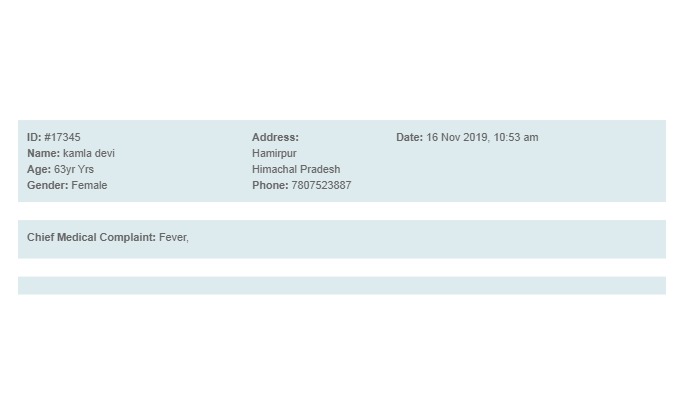 ID: #17345
Name: kamla devi
Age: 63yr Yrs
Gender: Female
Address:
Hamirpur
Himachal Pradesh
Phone: 7807523887
Date: 16 Nov 2019, 10:53 am
Chief Medical Complaint: Fever,